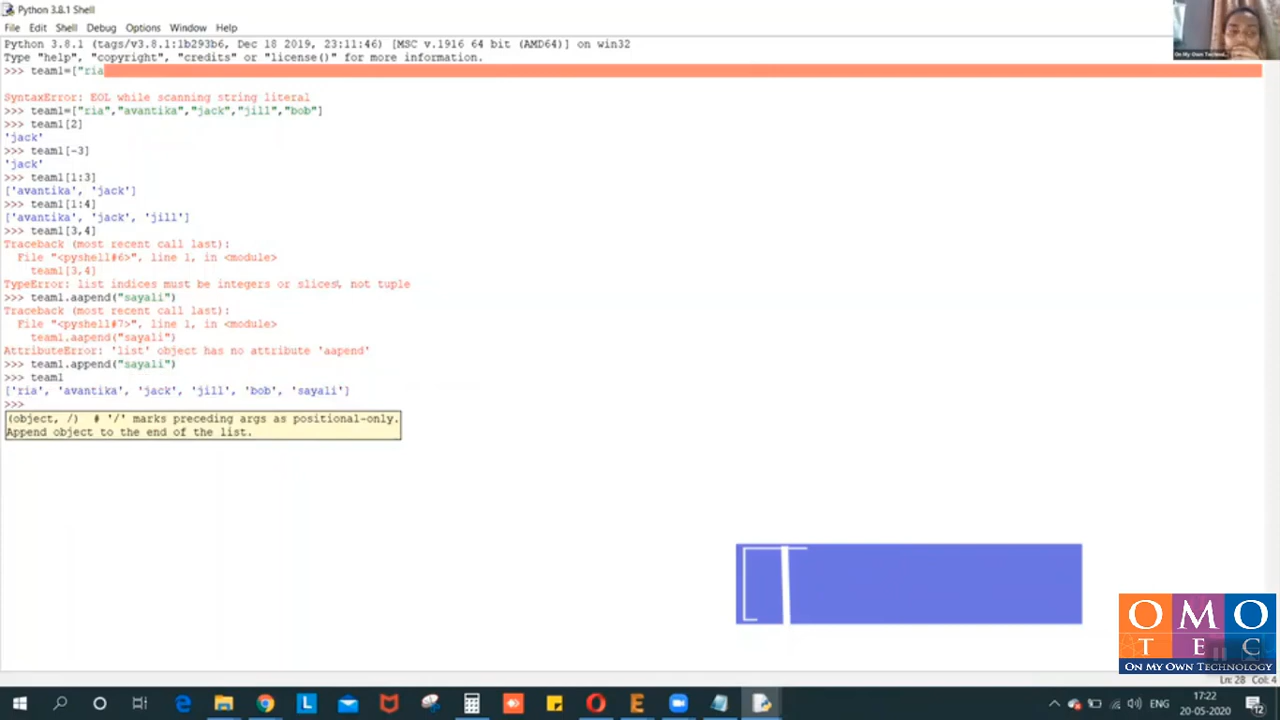 Python 3.8.1 Shell
File Edit Shell Debug Options Window Help
Python 3.8.1 (tags/v3.8.1:1b293b6, Dec 18 2019, 23:11:46) [MSC v.1916 64 bit (AMD64)] on win32
Type "help", "copyright", "credits" or "license()" for more information.
>>> team1=["ria
SyntaxError: EOL while scanning string literal
>>> team1=["ria","avantika","jack","jill","bob"]
>>> team1[2]
'jack'
>>> team1[-3]
'jack'
>>> team1[1:3]
['avantika', 'jack']
>>> team1[1:4]
['avantika', 'jack', 'jill']
>>> team1[3,4]
Traceback (most recent call last):
File "<pyshell#6>", line 1, in <module>
team1[3,4]
TypeError: list indices must be integers or slices, not tuple
>>> team1.aapend("sayali")
Traceback (most recent call last):
File "<pyshell#7>", line 1, in <module>
team1.aapend("sayali")
AttributeError: 'list' object has no attribute 'aapend'
>>> team1.append("sayali")
>>> team1
['ria', 'avantika', 'jack', 'jill', 'bob', 'sayali']
>>>
(object, /) # '/' marks preceding args as positional-only.
Append object to the end of the list.
On My Own Technol...
OMO
TEC
ON MY OWN TECHNOLOGY
Ln: 28 Col: 4
ENG
17:22
20-05-2020
12